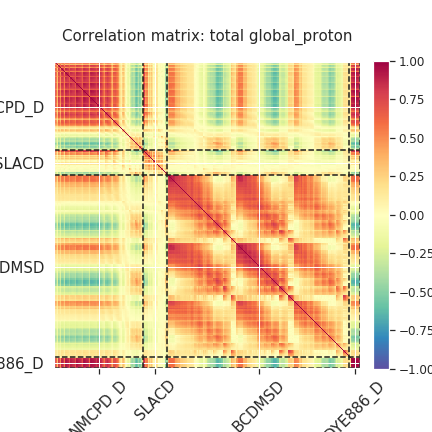 Correlation matrix: total global_proton
CPD_D
SLACD
DMSD
886_D
NMCPD_D
SLACD
BCDMSD
DYE886_D
1.00
0.75
0.50
0.25
0.00
−0.25
−0.50
−0.75
−1.00